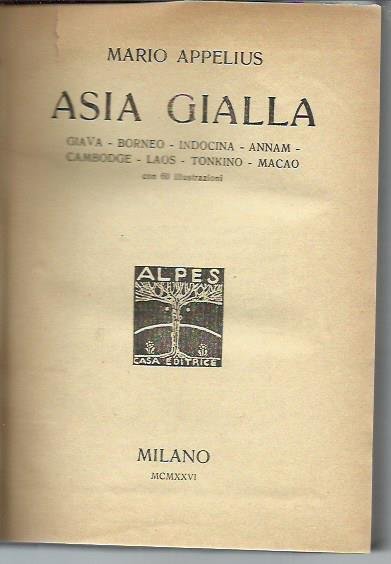 MARIO APPELIUS
ASIA GIALLA
GIAVA - BORNEO - INDOCINA - ANNAM -
CAMBODGE - LAOS - TONKINO - MACAO
con 60 illustrazioni
ALPES
CASA EDITRICE
MILANO
MCMXXVI